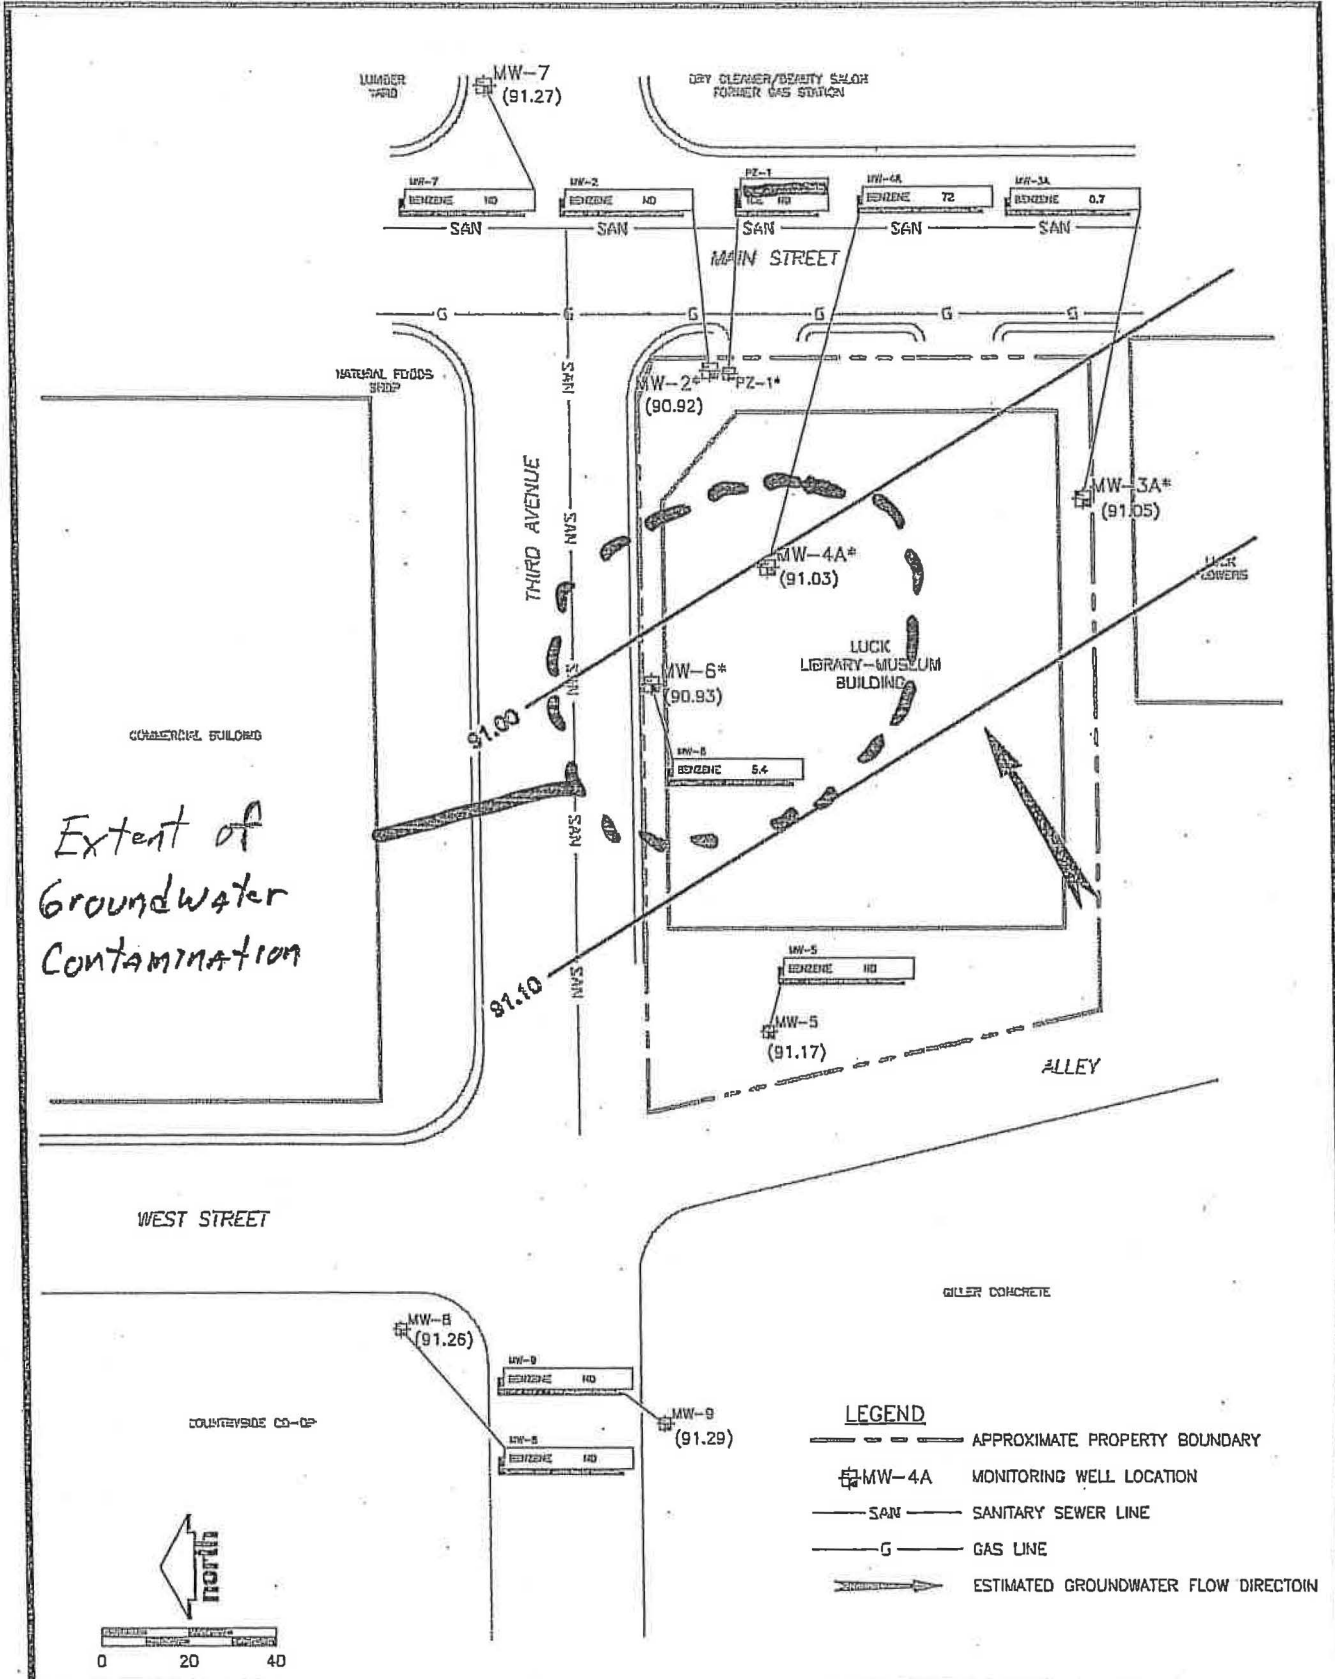 LUMBER
YARD
MW-7
(91.27)
DRY CLEANER/BEAUTY SALON
FORMER GAS STATION
MW-7
BENZENE ND
MW-2
BENZENE ND
PZ-1
ND
MW-4A
BENZENE 72
MW-3A
BENZENE 0.7
SAN SAN SAN SAN SAN
MAIN STREET
G G G G G G
NATURAL FOODS
SHOP
SAN
MW-2*
(90.92)
PZ-1*
THIRD AVENUE
SAN
MW-3A*
(91.05)
MW-4A*
(91.03)
LUCK
FLOWERS
LUCK
LIBRARY-MUSEUM
BUILDING
SAN
MW-6*
(90.93)
91.00
COMMERCIAL BUILDING
MW-6
BENZENE 5.4
Extent of
Groundwater
Contamination
SAN
MW-5
BENZENE ND
SAN
91.10
MW-5
(91.17)
ALLEY
WEST STREET
GILLER CONCRETE
MW-8
(91.26)
MW-9
BENZENE ND
MW-9
(91.29)
COUNTRYSIDE CO-OP
MW-8
BENZENE ND
LEGEND
APPROXIMATE PROPERTY BOUNDARY
MW-4A MONITORING WELL LOCATION
SAN SANITARY SEWER LINE
G GAS LINE
ESTIMATED GROUNDWATER FLOW DIRECTOIN
north
0 20 40